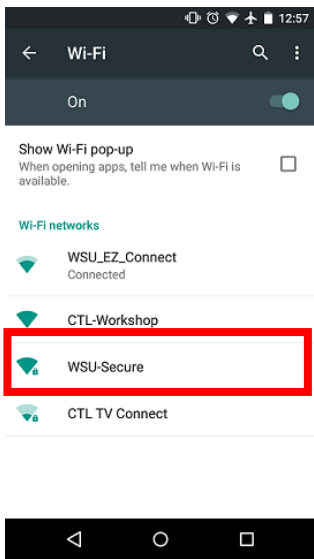 12:57
Wi-Fi
On
Show Wi-Fi pop-up
When opening apps, tell me when Wi-Fi is
available.
Wi-Fi networks
WSU_EZ_Connect
Connected
CTL-Workshop
WSU-Secure
CTL TV Connect